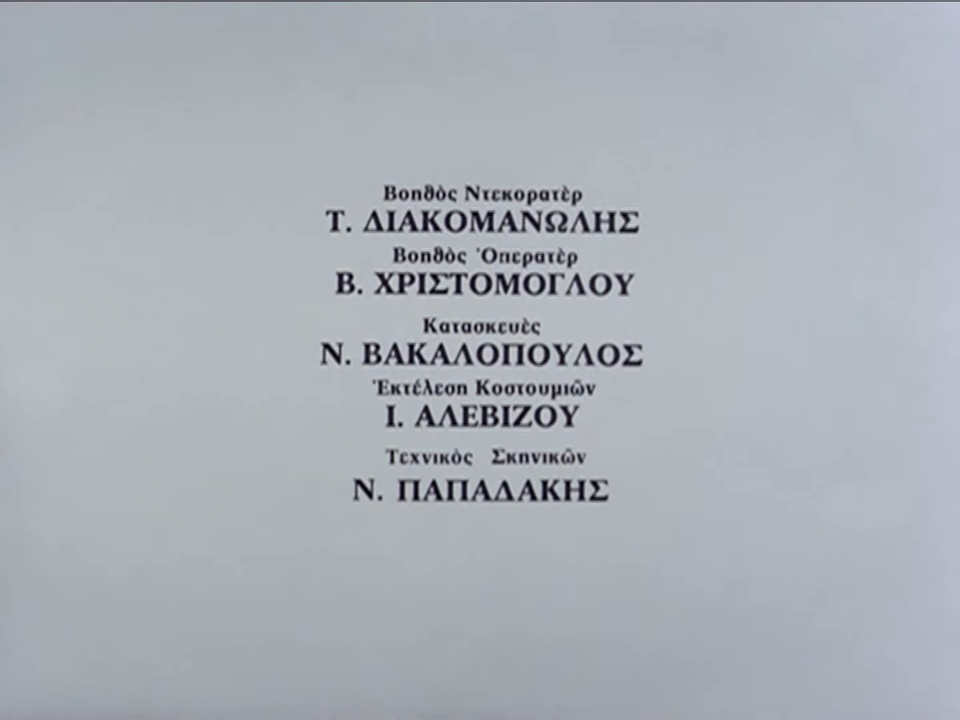 Βοηθὸς Ντεκορατὲρ
Τ. ΔΙΑΚΟΜΑΝΩΛΗΣ
Βοηθὸς Ὀπερατὲρ
Β. ΧΡΙΣΤΟΜΟΓΛΟΥ
Κατασκευὲς
Ν. ΒΑΚΑΛΟΠΟΥΛΟΣ
Ἐκτέλεση Κοστουμιῶν
Ι. ΑΛΕΒΙΖΟΥ
Τεχνικὸς Σκηνικῶν
Ν. ΠΑΠΑΔΑΚΗΣ